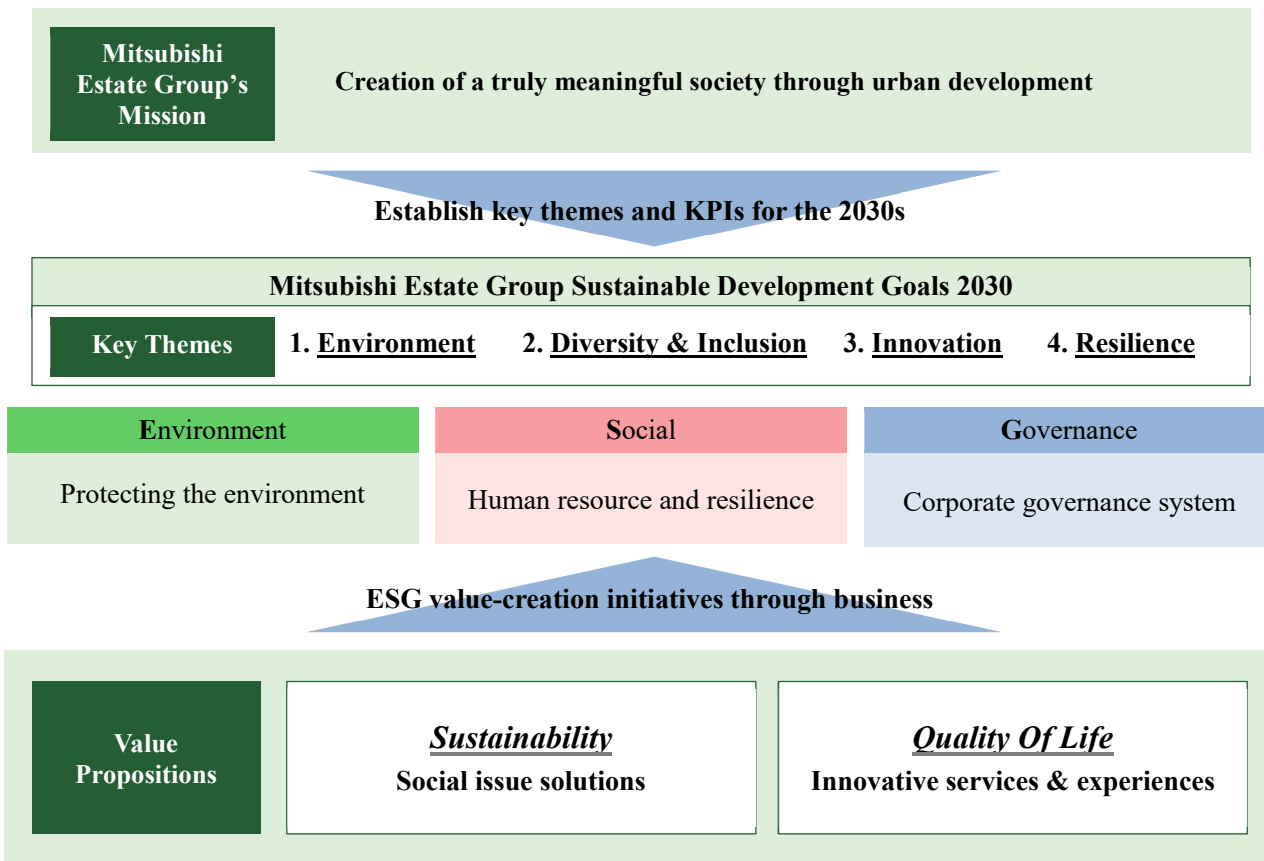 Mitsubishi
Estate Group's
Mission
Creation of a truly meaningful society through urban development
Establish key themes and KPIs for the 2030s
Mitsubishi Estate Group Sustainable Development Goals 2030
Key Themes
1. Environment 2. Diversity & Inclusion 3. Innovation 4. Resilience
Environment
Protecting the environment
Social
Human resource and resilience
Governance
Corporate governance system
ESG value-creation initiatives through business
Value
Propositions
Sustainability
Social issue solutions
Quality Of Life
Innovative services & experiences